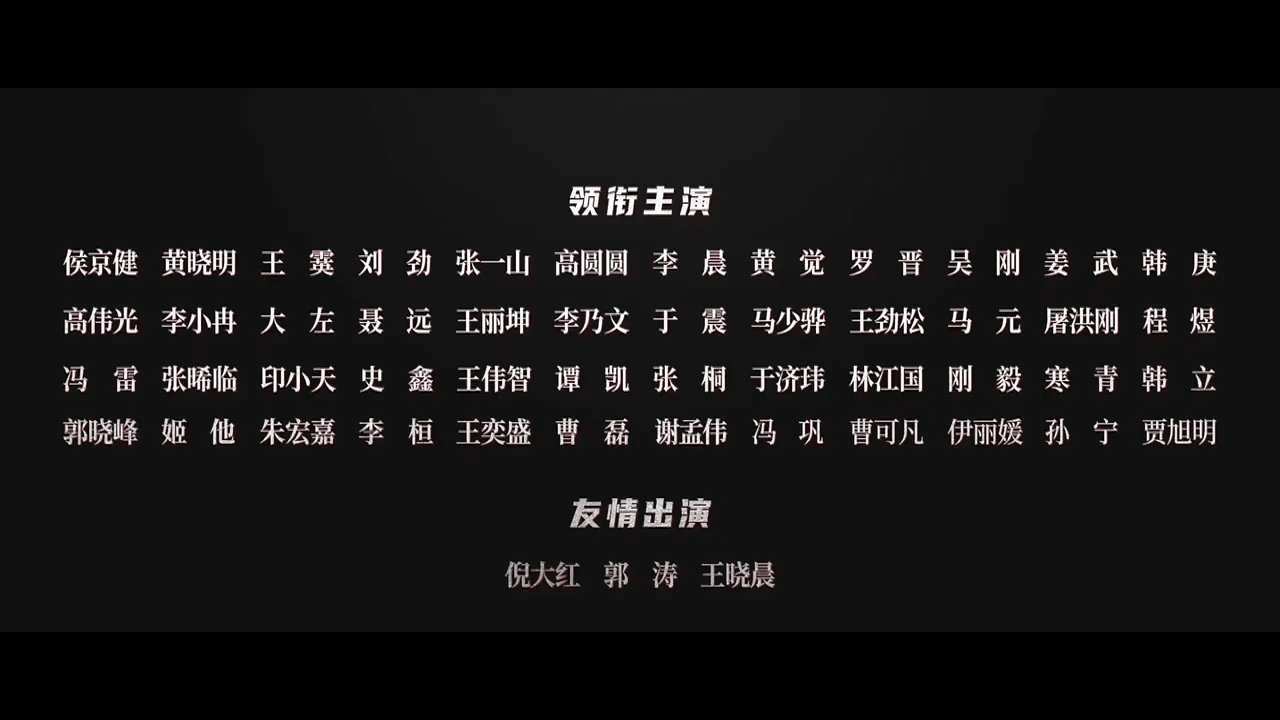 领衔主演
侯京健 黄晓明 王霙 刘劲 张一山 高圆圆 李晨 黄觉 罗晋 吴刚 姜武 韩庚
高伟光 李小冉 大左 聂远 王丽坤 李乃文 于震 马少骅 王劲松 马元 屠洪刚 程煜
冯雷 张晞临 印小天 史鑫 王伟智 谭凯 张桐 于济玮 林江国 刚毅 寒青 韩立
郭晓峰 姬他 朱宏嘉 李桓 王奕盛 曹磊 谢孟伟 冯巩 曹可凡 伊丽媛 孙宁 贾旭明
友情出演
倪大红 郭涛 王晓晨